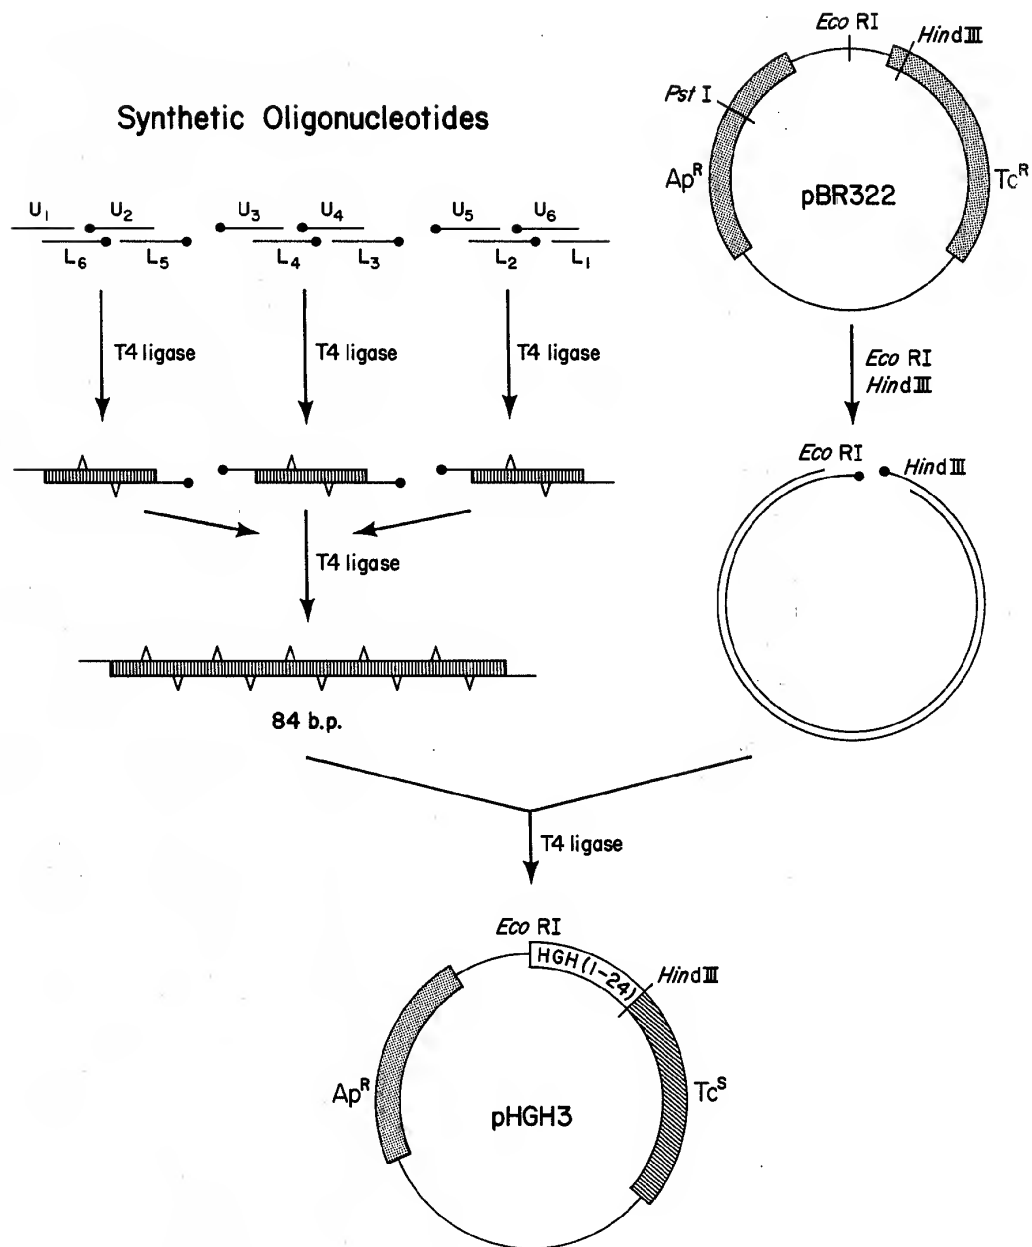 Synthetic Oligonucleotides
U1 U2 U3 U4 U5 U6
L6 L5 L4 L3 L2 L1
T4 ligase T4 ligase T4 ligase
T4 ligase
84 b.p.
Eco RI
HindIII
Pst I
ApR
TcR
pBR322
Eco RI
HindIII
Eco RI
HindIII
T4 ligase
Eco RI
HGH(1-24)
HindIII
ApR
TcS
pHGH3